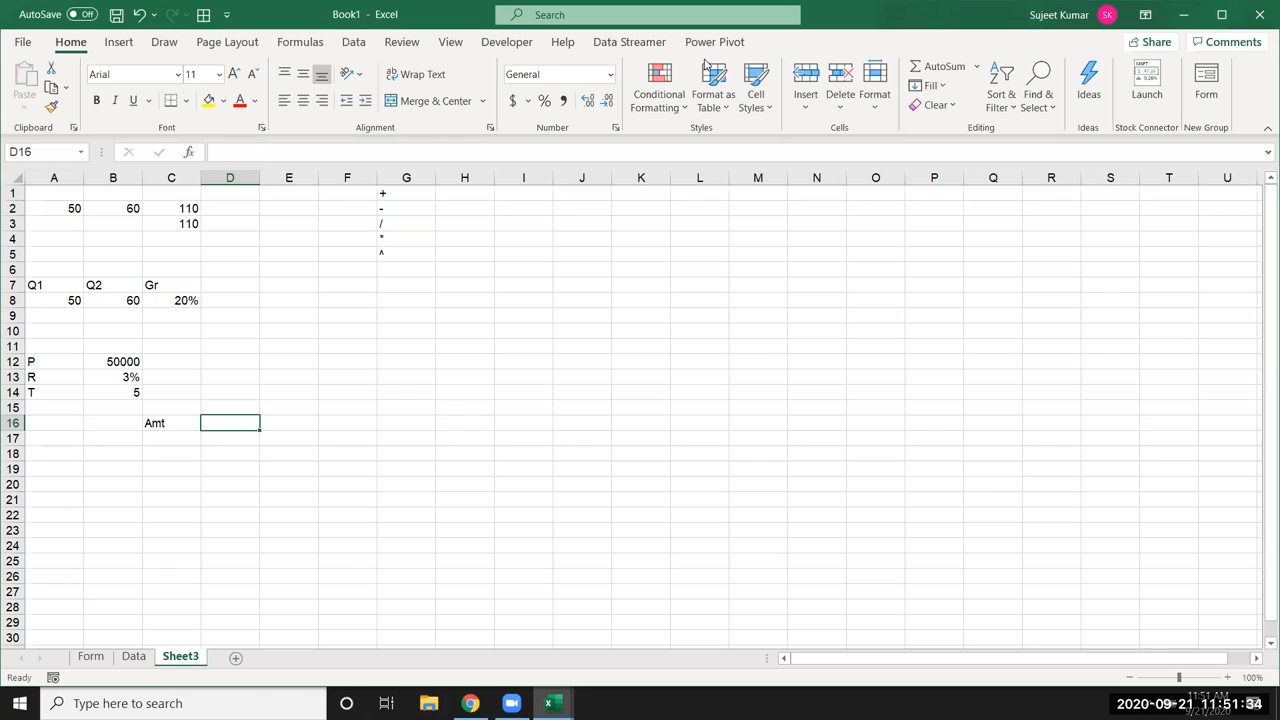 AutoSave Off Book1 - Excel Search Sujeet Kumar SK
File Home Insert Draw Page Layout Formulas Data Review View Developer Help Data Streamer Power Pivot Share Comments
Paste Arial 11 A A Wrap Text General Conditional Formatting Format as Table Cell Styles Insert Delete Format AutoSum Fill Clear Sort & Filter Find & Select Ideas MSFT Launch Form
B I U A Merge & Center $ % ,
Clipboard Font Alignment Number Styles Cells Editing Ideas Stock Connector New Group
D16 fx
A B C D E F G H I J K L M N O P Q R S T U
1 +
2 50 60 110 -
3 110 /
4 *
5 ^
6
7 Q1 Q2 Gr
8 50 60 20%
9
10
11
12 P 50000
13 R 3%
14 T 5
15
16 Amt
17
18
19
20
21
22
23
24
25
26
27
28
29
30
Form Data Sheet3
Ready 100%
Type here to search 2020-09-21 11:51:34